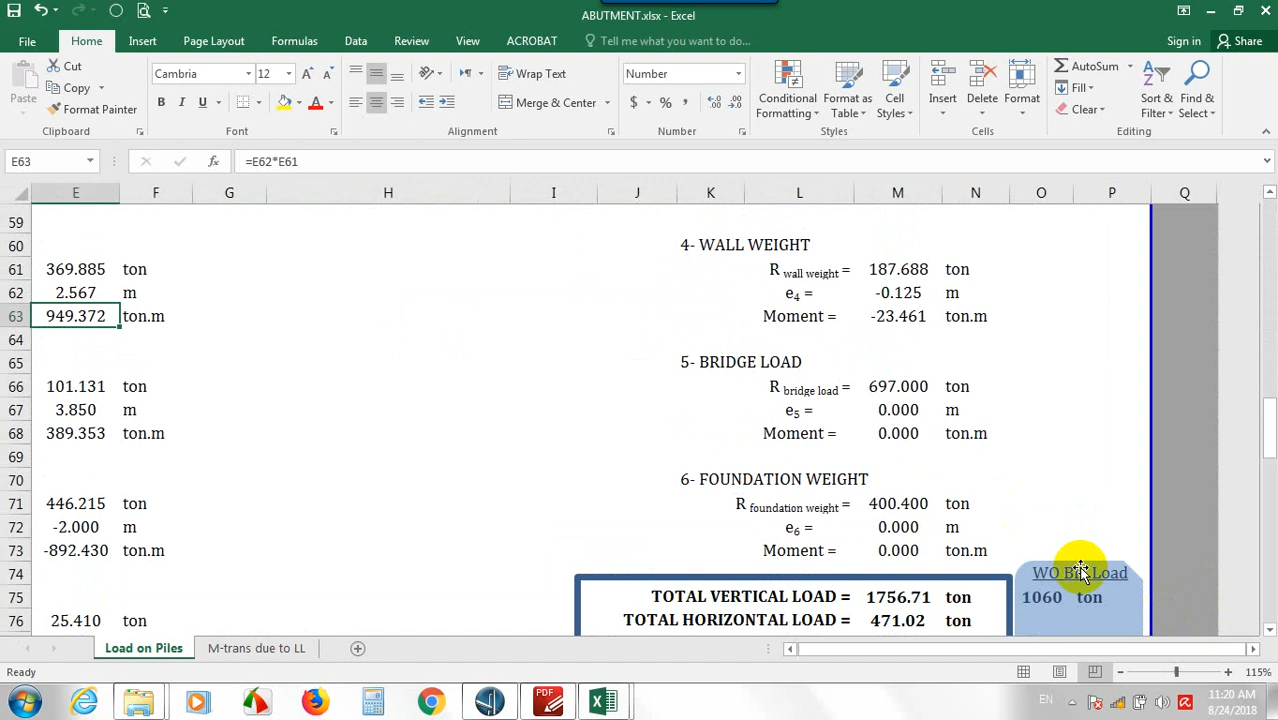 ABUTMENT.xlsx - Excel
File Home Insert Page Layout Formulas Data Review View ACROBAT Tell me what you want to do... Sign in Share
Cut
Copy
Format Painter
Paste
Clipboard
Cambria 12
B I U
Font
Wrap Text
Merge & Center
Alignment
Number
$ % ,
Number
Conditional Formatting
Format as Table
Cell Styles
Styles
Insert Delete Format
Cells
AutoSum
Fill
Clear
Sort & Filter
Find & Select
Editing
E63 fx =E62*E61
E F G H I J K L M N O P Q
59
60 4- WALL WEIGHT
61 369.885 ton R wall weight = 187.688 ton
62 2.567 m e4 = -0.125 m
63 949.372 ton.m Moment = -23.461 ton.m
64
65 5- BRIDGE LOAD
66 101.131 ton R bridge load = 697.000 ton
67 3.850 m e5 = 0.000 m
68 389.353 ton.m Moment = 0.000 ton.m
69
70 6- FOUNDATION WEIGHT
71 446.215 ton R foundation weight = 400.400 ton
72 -2.000 m e6 = 0.000 m
73 -892.430 ton.m Moment = 0.000 ton.m
74 WO Load
75 TOTAL VERTICAL LOAD = 1756.71 ton 1060 ton
76 25.410 ton TOTAL HORIZONTAL LOAD = 471.02 ton
Load on Piles M-trans due to LL
Ready 115%
EN 11:20 AM
8/24/2018